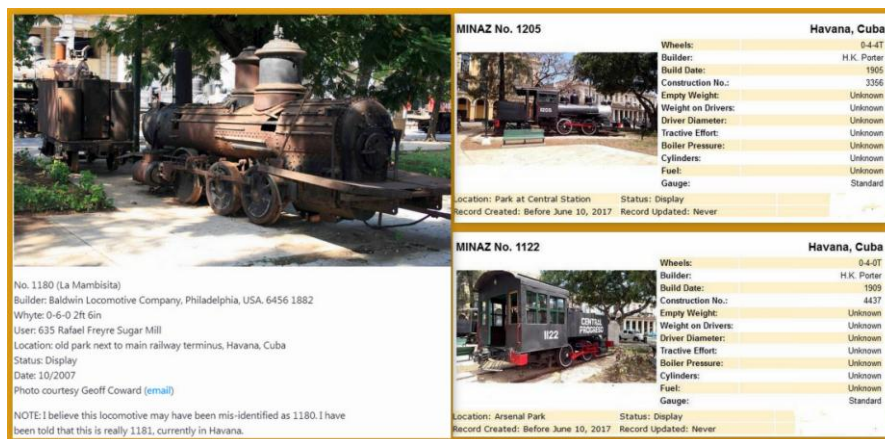 No. 1180 (La Mambisita)
Builder: Baldwin Locomotive Company, Philadelphia, USA. 6456 1882
Whyte: 0-6-0 2ft 6in
User: 635 Rafael Freyre Sugar Mill
Location: old park next to main railway terminus, Havana, Cuba
Status: Display
Date: 10/2007
Photo courtesy Geoff Coward (email)
NOTE: I believe this locomotive may have been mis-identified as 1180. I have
been told that this is really 1181, currently in Havana.
MINAZ No. 1205 Havana, Cuba
Wheels: 0-4-4T
Builder: H.K. Porter
Build Date: 1905
Construction No.: 3356
Empty Weight: Unknown
Weight on Drivers: Unknown
Driver Diameter: Unknown
Tractive Effort: Unknown
Boiler Pressure: Unknown
Cylinders: Unknown
Fuel: Unknown
Gauge: Standard
1205
Location: Park at Central Station Status: Display
Record Created: Before June 10, 2017 Record Updated: Never
MINAZ No. 1122 Havana, Cuba
Wheels: 0-4-0T
Builder: H.K. Porter
Build Date: 1909
Construction No.: 4437
Empty Weight: Unknown
Weight on Drivers: Unknown
Driver Diameter: Unknown
Tractive Effort: Unknown
Boiler Pressure: Unknown
Cylinders: Unknown
Fuel: Unknown
Gauge: Standard
1122
CENTRAL
PROGRESO
Location: Arsenal Park Status: Display
Record Created: Before June 10, 2017 Record Updated: Never